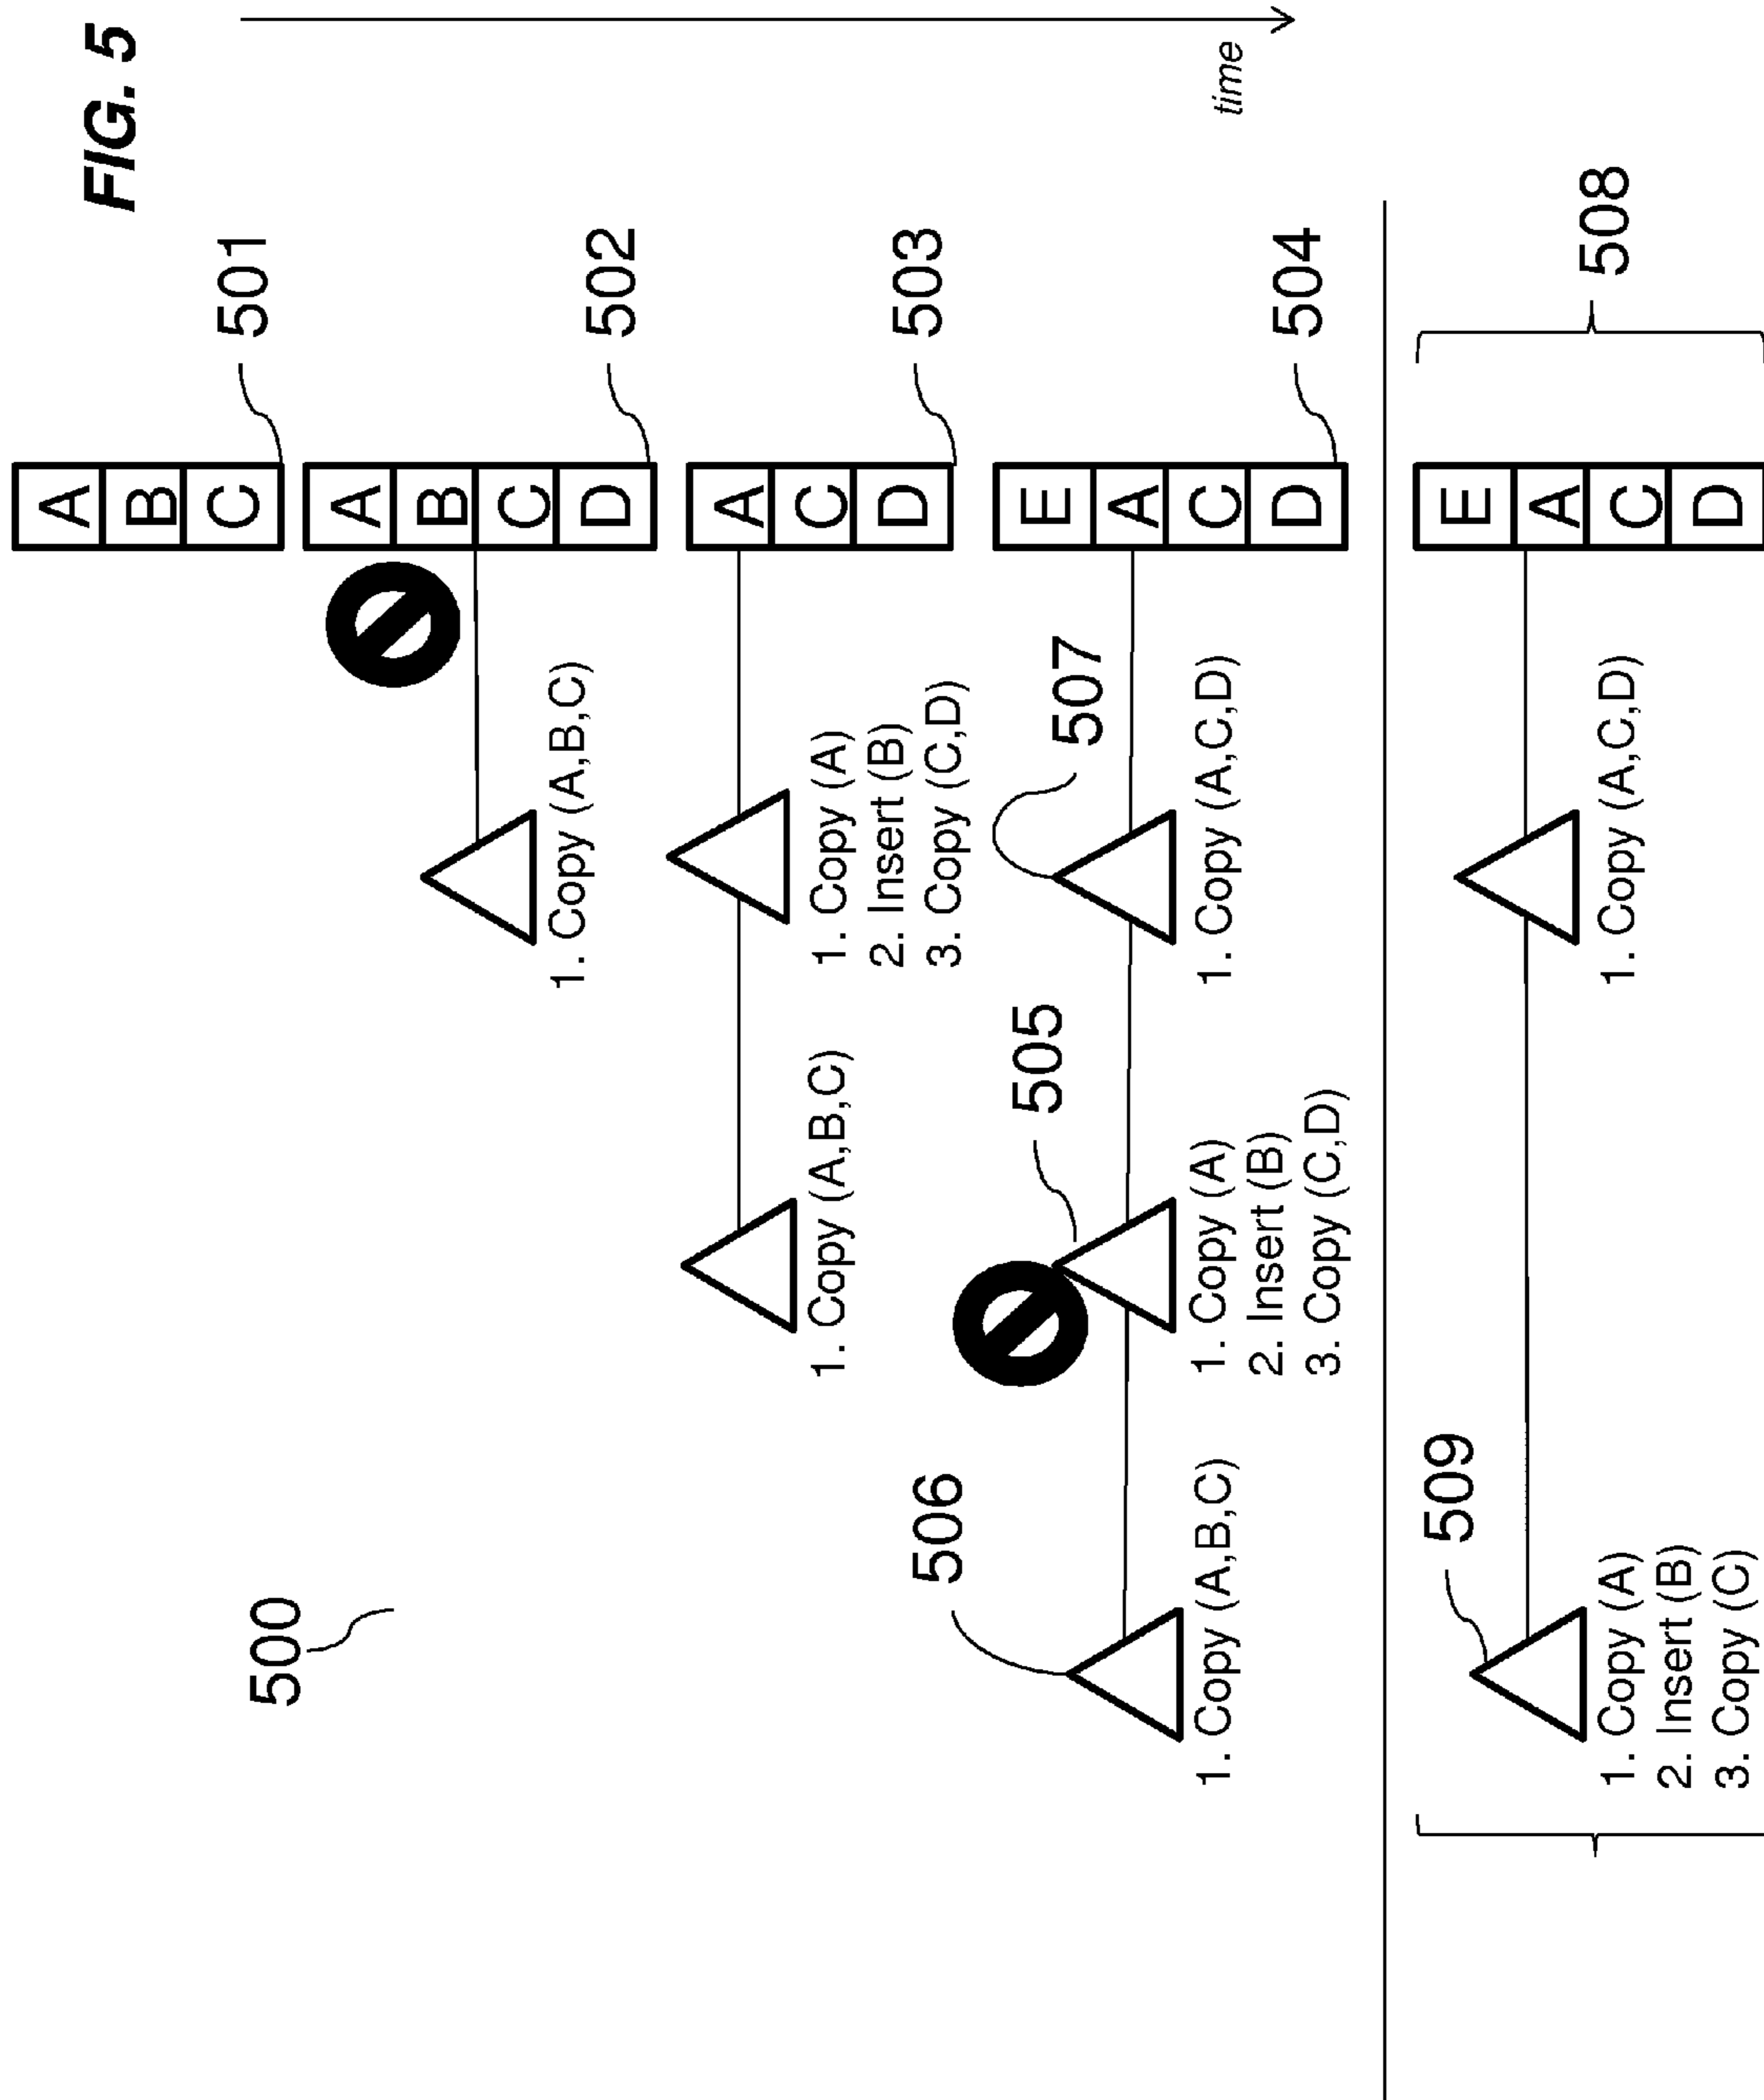 FIG. 5
A
B
C
501
500
A
B
C
D
502
1. Copy (A,B,C)
A
C
D
503
1. Copy (A,B,C)
1. Copy (A)
2. Insert (B)
3. Copy (C,D)
E
A
C
D
504
506
505
507
1. Copy (A,B,C)
1. Copy (A)
2. Insert (B)
3. Copy (C,D)
1. Copy (A,C,D)
time
509
E
A
C
D
508
1. Copy (A)
2. Insert (B)
3. Copy (C)
1. Copy (A,C,D)